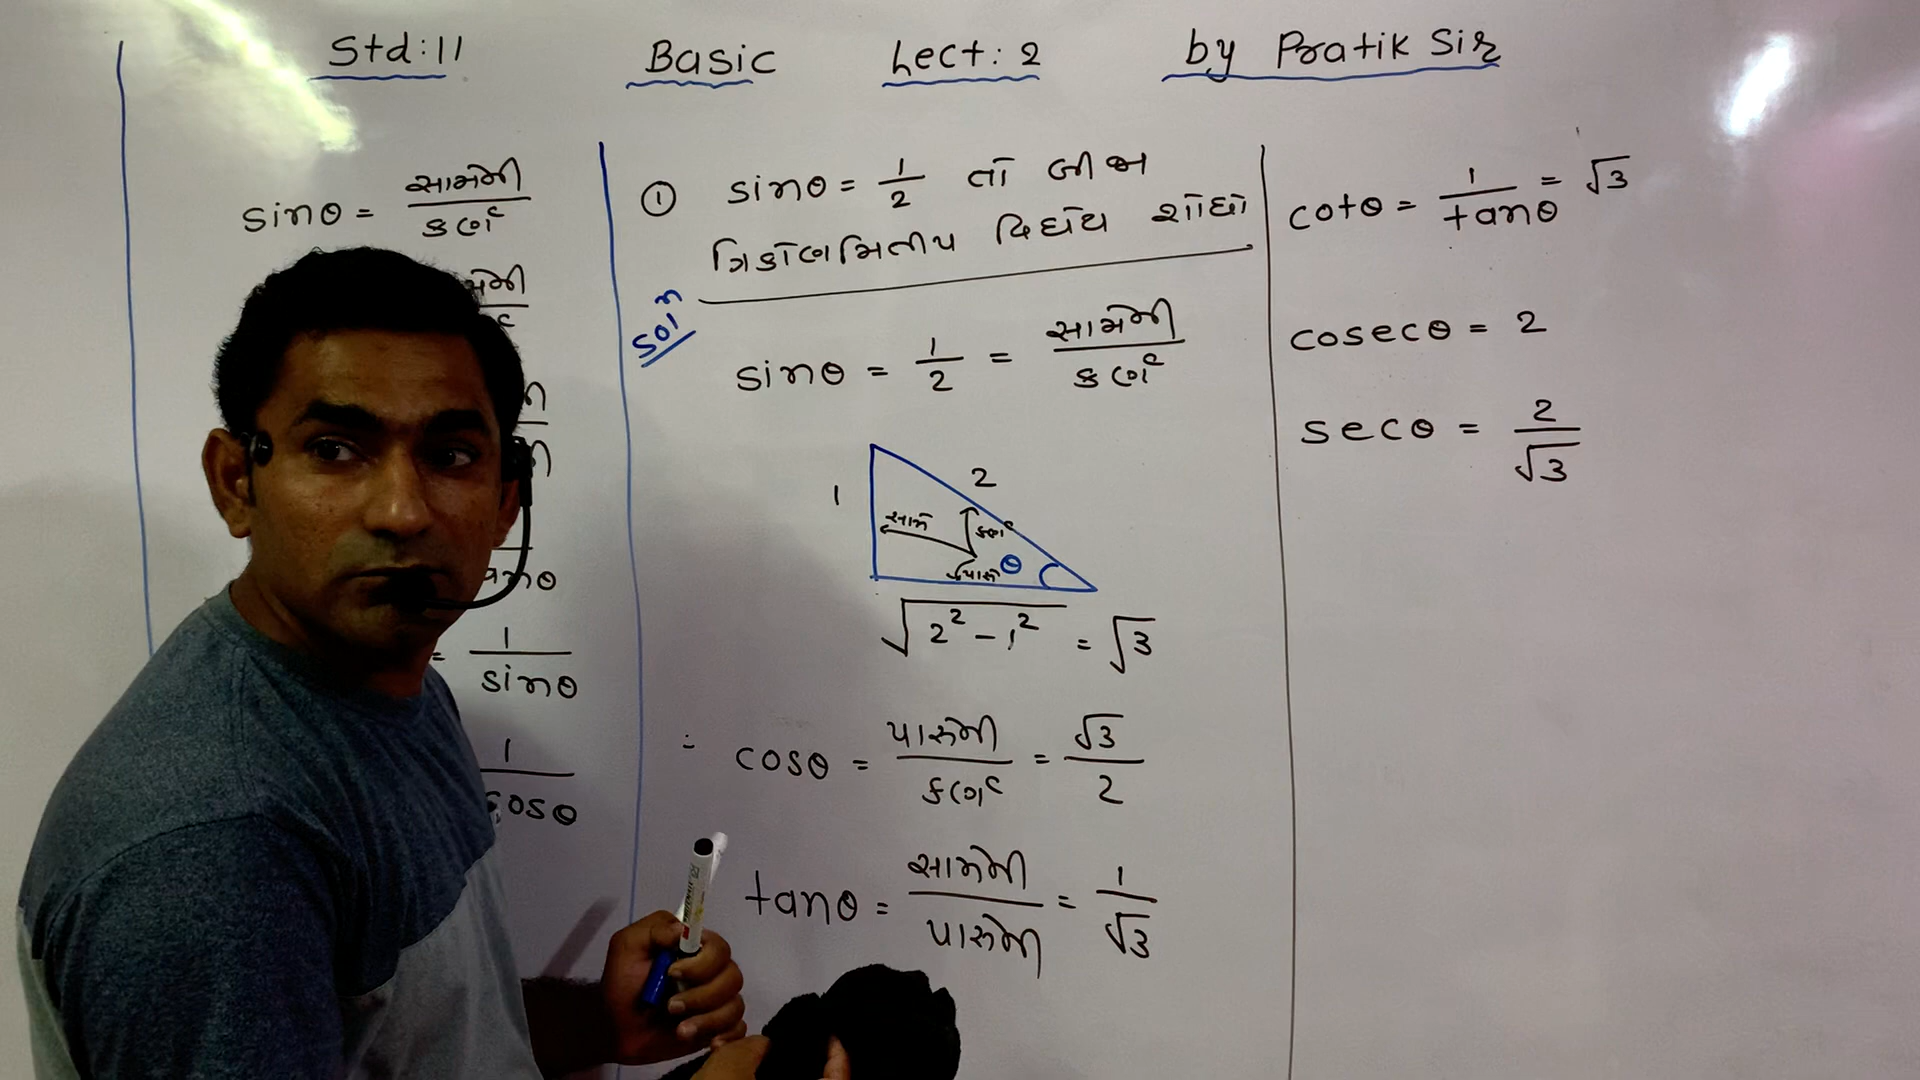 Std:11 Basic Lect: 2 by Pratik Sir
sinθ = સામેની / કર્ણ
anθ
= 1 / sinθ
1 / cosθ
① sinθ = 1/2 તો બીજા
ત્રિકોણમિતીય વિધેય શોધો
Solⁿ
sinθ = 1/2 = સામેની / કર્ણ
1
2
સામે
કર્ણ
પાસે
θ
√(2² - 1²) = √3
cosθ = પાસેની / કર્ણ = √3 / 2
tanθ = સામેની / પાસેની = 1 / √3
cotθ = 1 / tanθ = √3
cosecθ = 2
secθ = 2 / √3